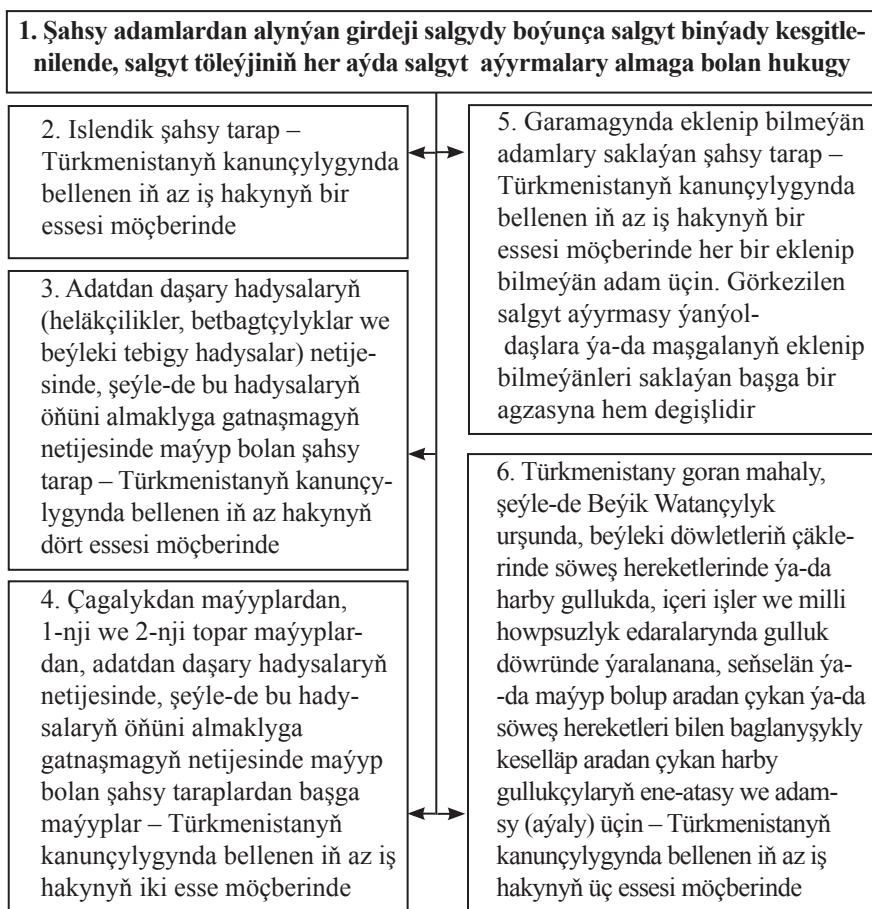 1. Şahsy adamlardan alynýan girdeji salgydy boýunça salgyt binýady kesgitle-
nilende, salgyt töleýjiniň her aýda salgyt aýyrmalary almaga bolan hukugy
2. Islendik şahsy tarap –
Türkmenistanyň kanunçylygynda
bellenen iň az iş hakynyň bir
essesi möçberinde
3. Adatdan daşary hadysalaryň
(heläkçilikler, betbagtçylyklar we
beýleki tebigy hadysalar) netije-
sinde, şeýle-de bu hadysalaryň
öňüni almaklyga gatnaşmagyň
netijesinde maýyp bolan şahsy
tarap – Türkmenistanyň kanunçy-
lygynda bellenen iň az hakynyň
dört essesi möçberinde
4. Çagalykdan maýyplardan,
1-nji we 2-nji topar maýyplar-
dan, adatdan daşary hadysalaryň
netijesinde, şeýle-de bu hady-
salaryň öňüni almaklyga
gatnaşmagyň netijesinde maýyp
bolan şahsy taraplardan başga
maýyplar – Türkmenistanyň
kanunçylygynda bellenen iň az iş
hakynyň iki esse möçberinde
5. Garamagynda eklenip bilmeýän
adamlary saklaýan şahsy tarap –
Türkmenistanyň kanunçylygynda
bellenen iň az iş hakynyň bir
essesi möçberinde her bir eklenip
bilmeýän adam üçin. Görkezilen
salgyt aýyrmasy ýanýol-
daşlara ýa-da maşgalanyň eklenip
bilmeýänleri saklaýan başga bir
agzasyna hem degişlidir
6. Türkmenistany goran mahaly,
şeýle-de Beýik Watançylyk
urşunda, beýleki döwletleriň çäkle-
rinde söweş hereketlerinde ýa-da
harby gullukda, içeri işler we milli
howpsuzlyk edaralarynda gulluk
döwründe ýaralanana, seňselän ýa-
-da maýyp bolup aradan çykan ýa-da
söweş hereketleri bilen baglanyşykly
keselläp aradan çykan harby
gullukçylaryň ene-atasy we adam-
sy (aýaly) üçin – Türkmenistanyň
kanunçylygynda bellenen iň az iş
hakynyň üç essesi möçberinde